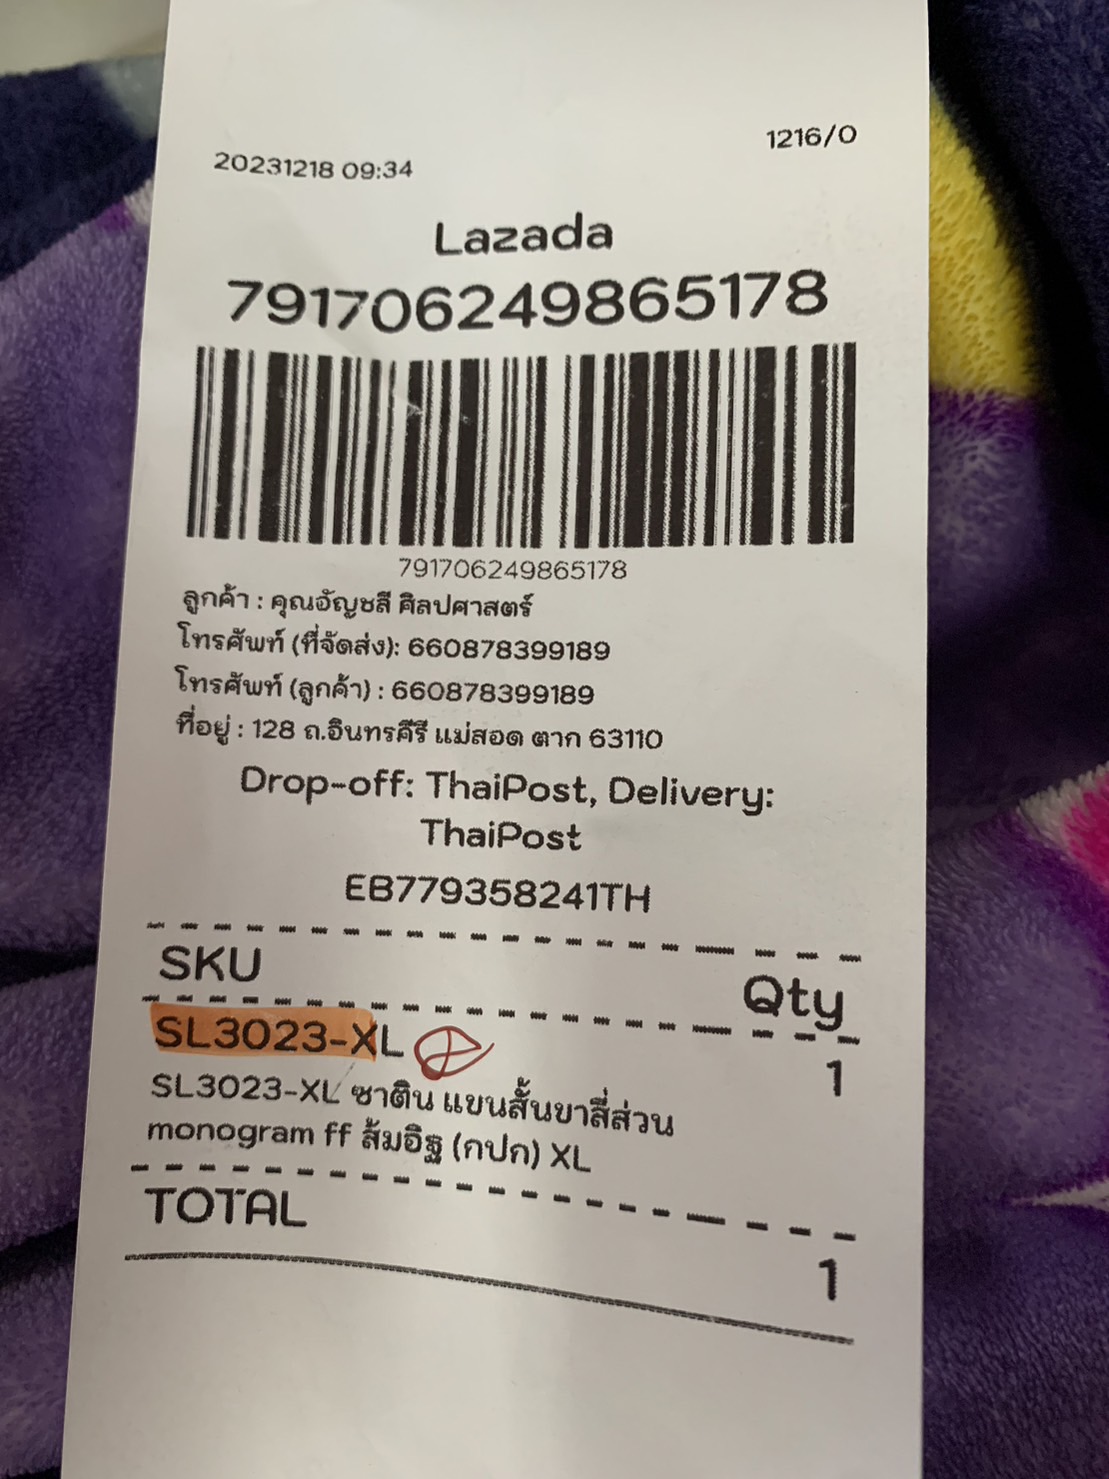 20231218 09:34
1216/0
Lazada
791706249865178
791706249865178
ลูกค้า : คุณอัญชลี ศิลปศาสตร์
โทรศัพท์ (ที่จัดส่ง): 660878399189
โทรศัพท์ (ลูกค้า) : 660878399189
ที่อยู่ : 128 ถ.อินทรคีรี แม่สอด ตาก 63110
Drop-off: ThaiPost, Delivery:
ThaiPost
EB779358241TH
SKU Qty
SL3023-XL 1
SL3023-XL ซาติน แขนสั้นขาสี่ส่วน
monogram ff ส้มอิฐ (กปก) XL
TOTAL 1